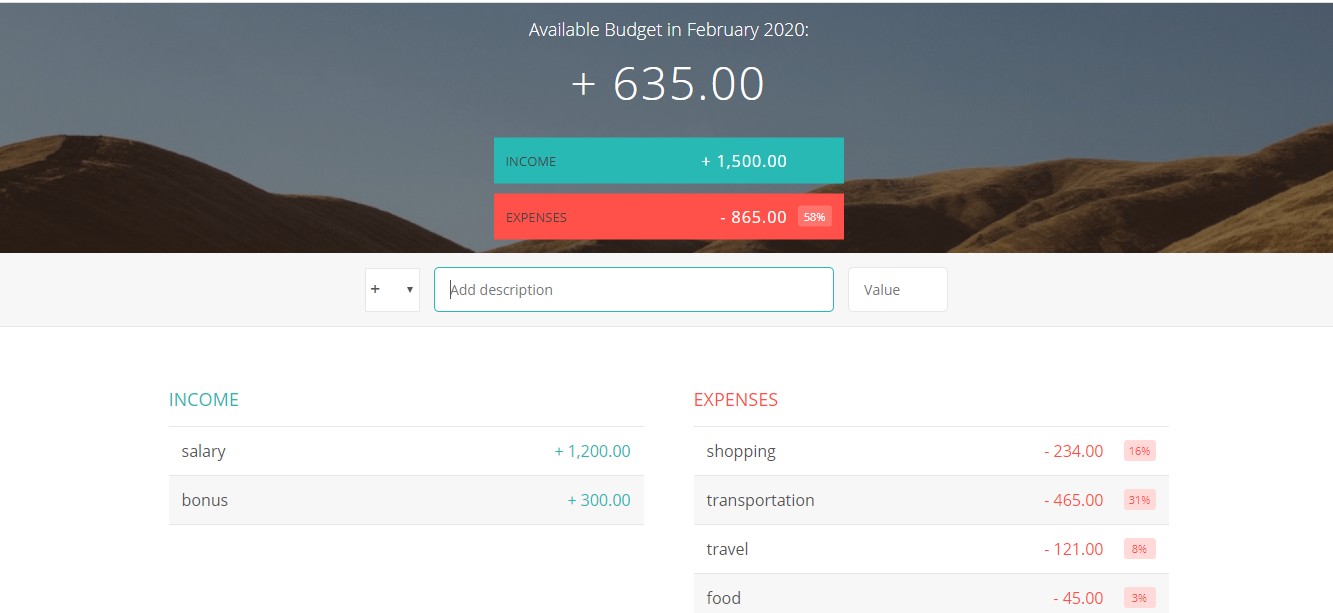 Available Budget in February 2020:
+ 635.00
INCOME + 1,500.00
EXPENSES - 865.00 58%
+ Add description Value
INCOME
salary + 1,200.00
bonus + 300.00
EXPENSES
shopping - 234.00 16%
transportation - 465.00 31%
travel - 121.00 8%
food - 45.00 3%